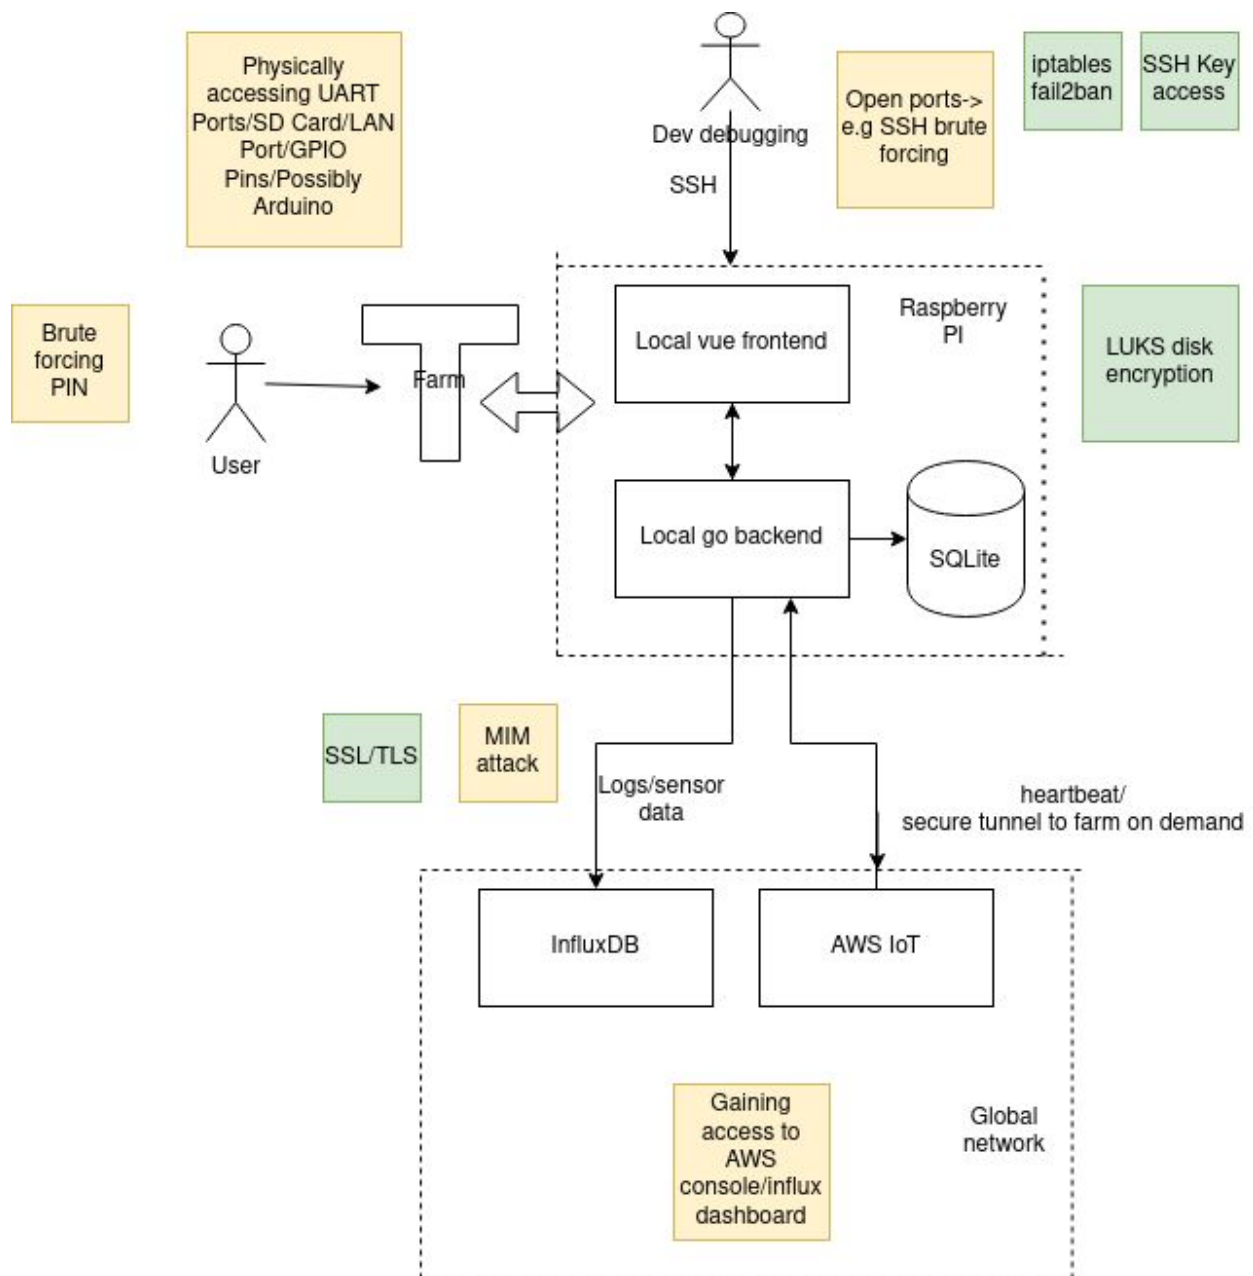 Physically
accessing UART
Ports/SD Card/LAN
Port/GPIO
Pins/Possibly
Arduino
Dev debugging
SSH
Open ports->
e.g SSH brute
forcing
iptables
fail2ban
SSH Key
access
Brute
forcing
PIN
User
Farm
Local vue frontend
Raspberry
PI
LUKS disk
encryption
Local go backend
SQLite
SSL/TLS
MIM
attack
Logs/sensor
data
heartbeat/
secure tunnel to farm on demand
InfluxDB
AWS IoT
Gaining
access to
AWS
console/influx
dashboard
Global
network